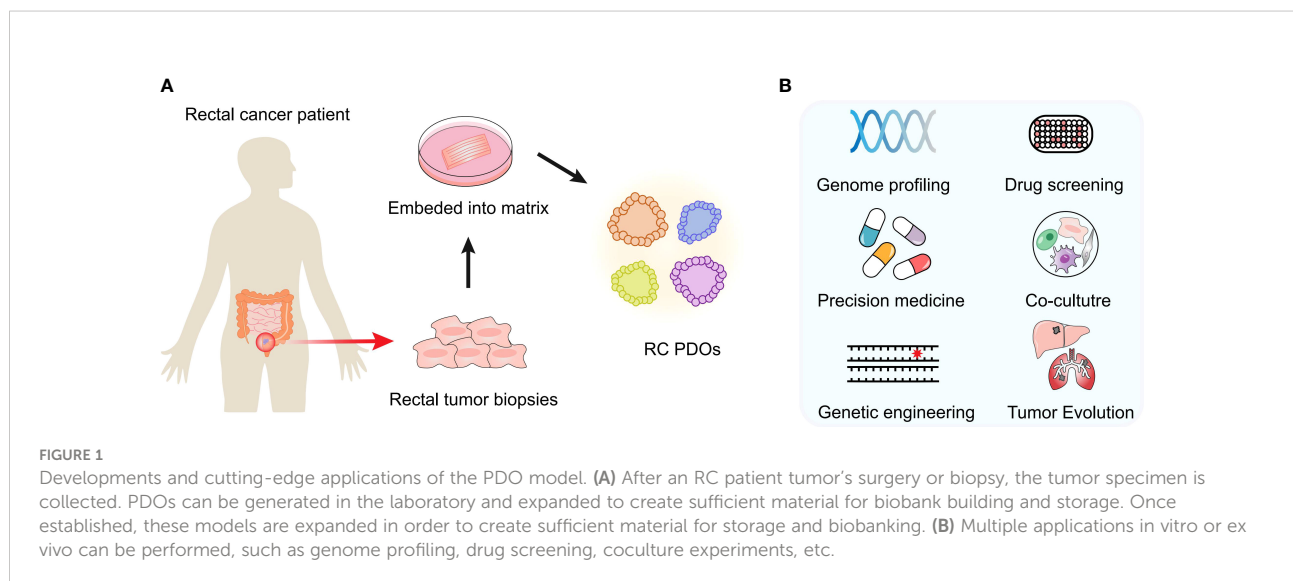 A
Rectal cancer patient
Embeded into matrix
Rectal tumor biopsies
RC PDOs
B
Genome profiling
Drug screening
Precision medicine
Co-cultutre
Genetic engineering
Tumor Evolution
FIGURE 1
Developments and cutting-edge applications of the PDO model. (A) After an RC patient tumor's surgery or biopsy, the tumor specimen is
collected. PDOs can be generated in the laboratory and expanded to create sufficient material for biobank building and storage. Once
established, these models are expanded in order to create sufficient material for storage and biobanking. (B) Multiple applications in vitro or ex
vivo can be performed, such as genome profiling, drug screening, coculture experiments, etc.